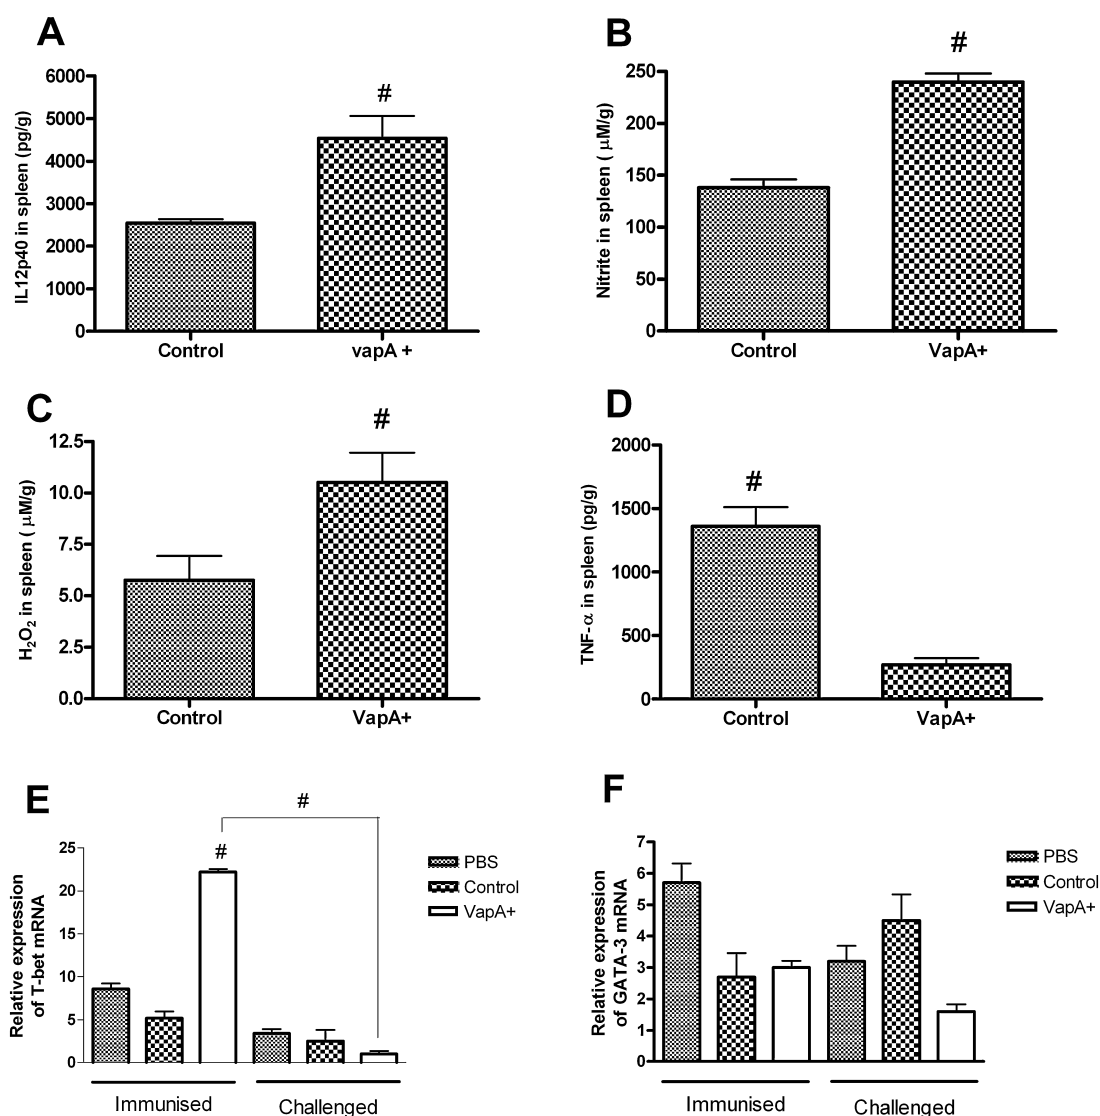 A
IL12p40 in spleen (pg/g)
6000
5000
4000
3000
2000
1000
0
#
Control
vapA +
B
Nitrite in spleen ( µM/g)
250
200
150
100
50
0
#
Control
VapA+
C
H₂O₂ in spleen ( µM/g)
12.5
10.0
7.5
5.0
2.5
0.0
#
Control
VapA+
D
TNF-α in spleen (pg/g)
2000
1500
1000
500
0
#
Control
VapA+
E
Relative expression
of T-bet mRNA
25
20
15
10
5
0
#
#
PBS
Control
VapA+
Immunised
Challenged
F
Relative expression
of GATA-3 mRNA
7
6
5
4
3
2
1
0
PBS
Control
VapA+
Immunised
Challenged